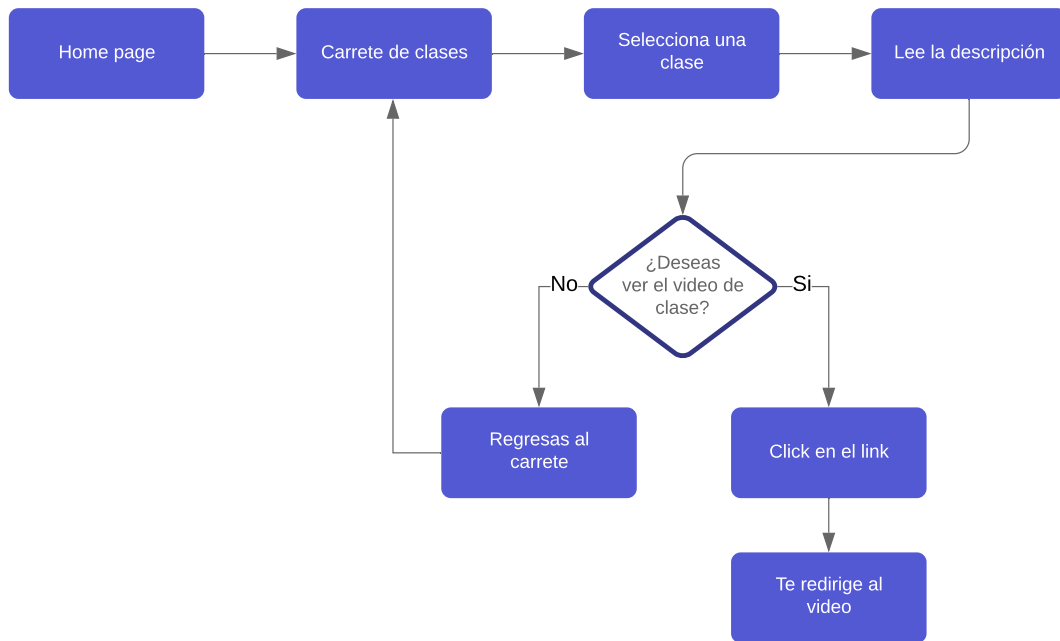 Home page
Carrete de clases
Selecciona una
clase
Lee la descripción
¿Deseas
ver el video de
clase?
No
Si
Regresas al
carrete
Click en el link
Te redirige al
video